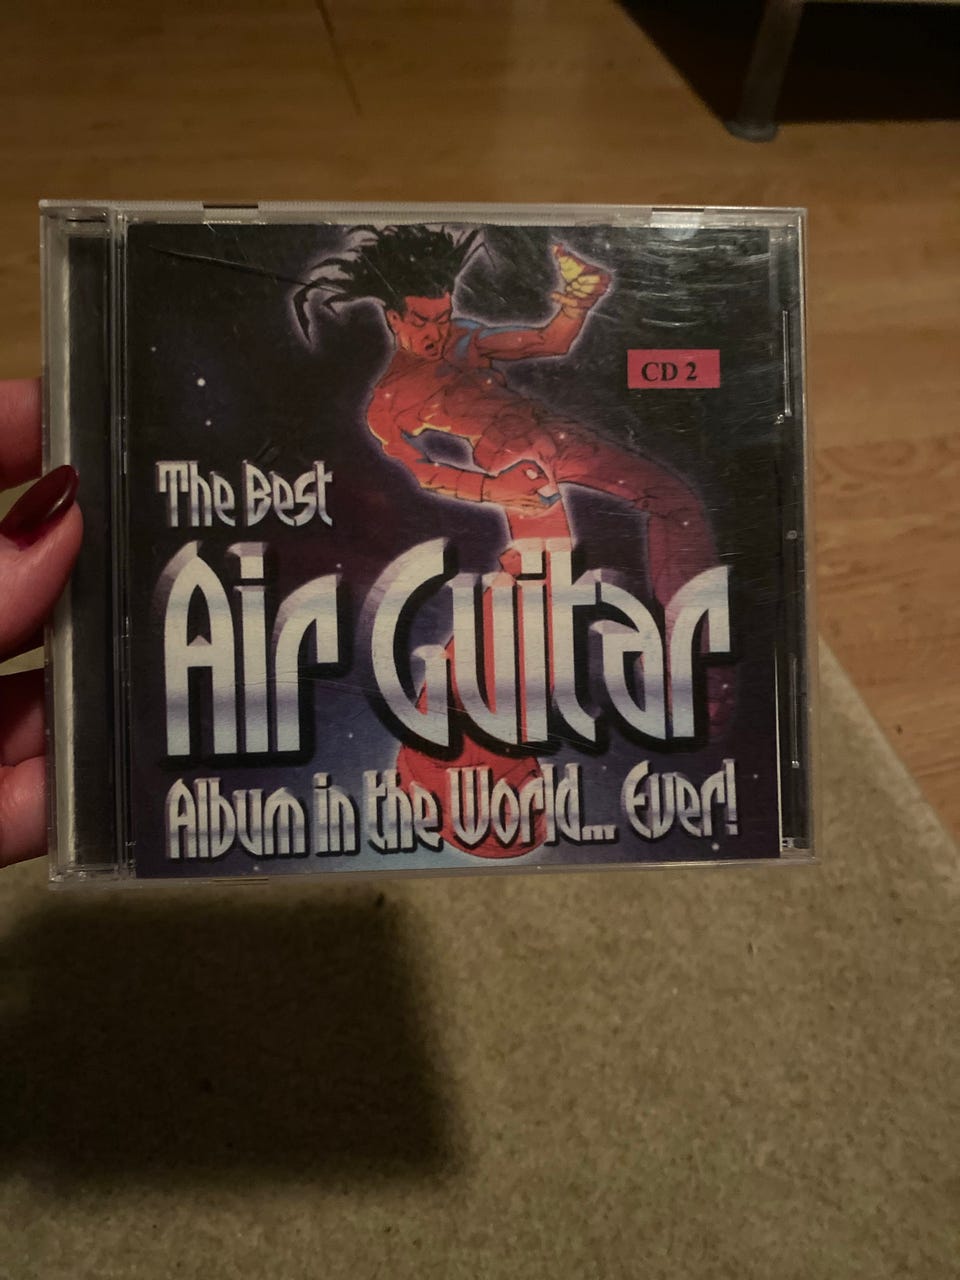 CD 2
The Best
Air Guitar
Album in the World... Ever!